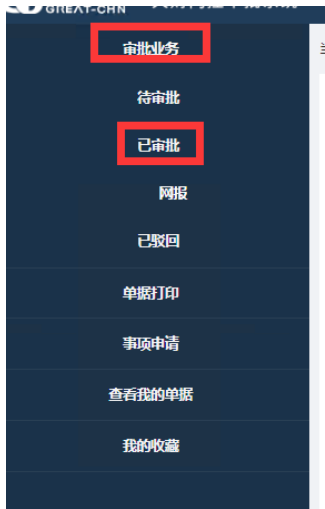 GREAT-CHN
审批业务
待审批
已审批
网报
已驳回
单据打印
事项申请
查看我的单据
我的收藏